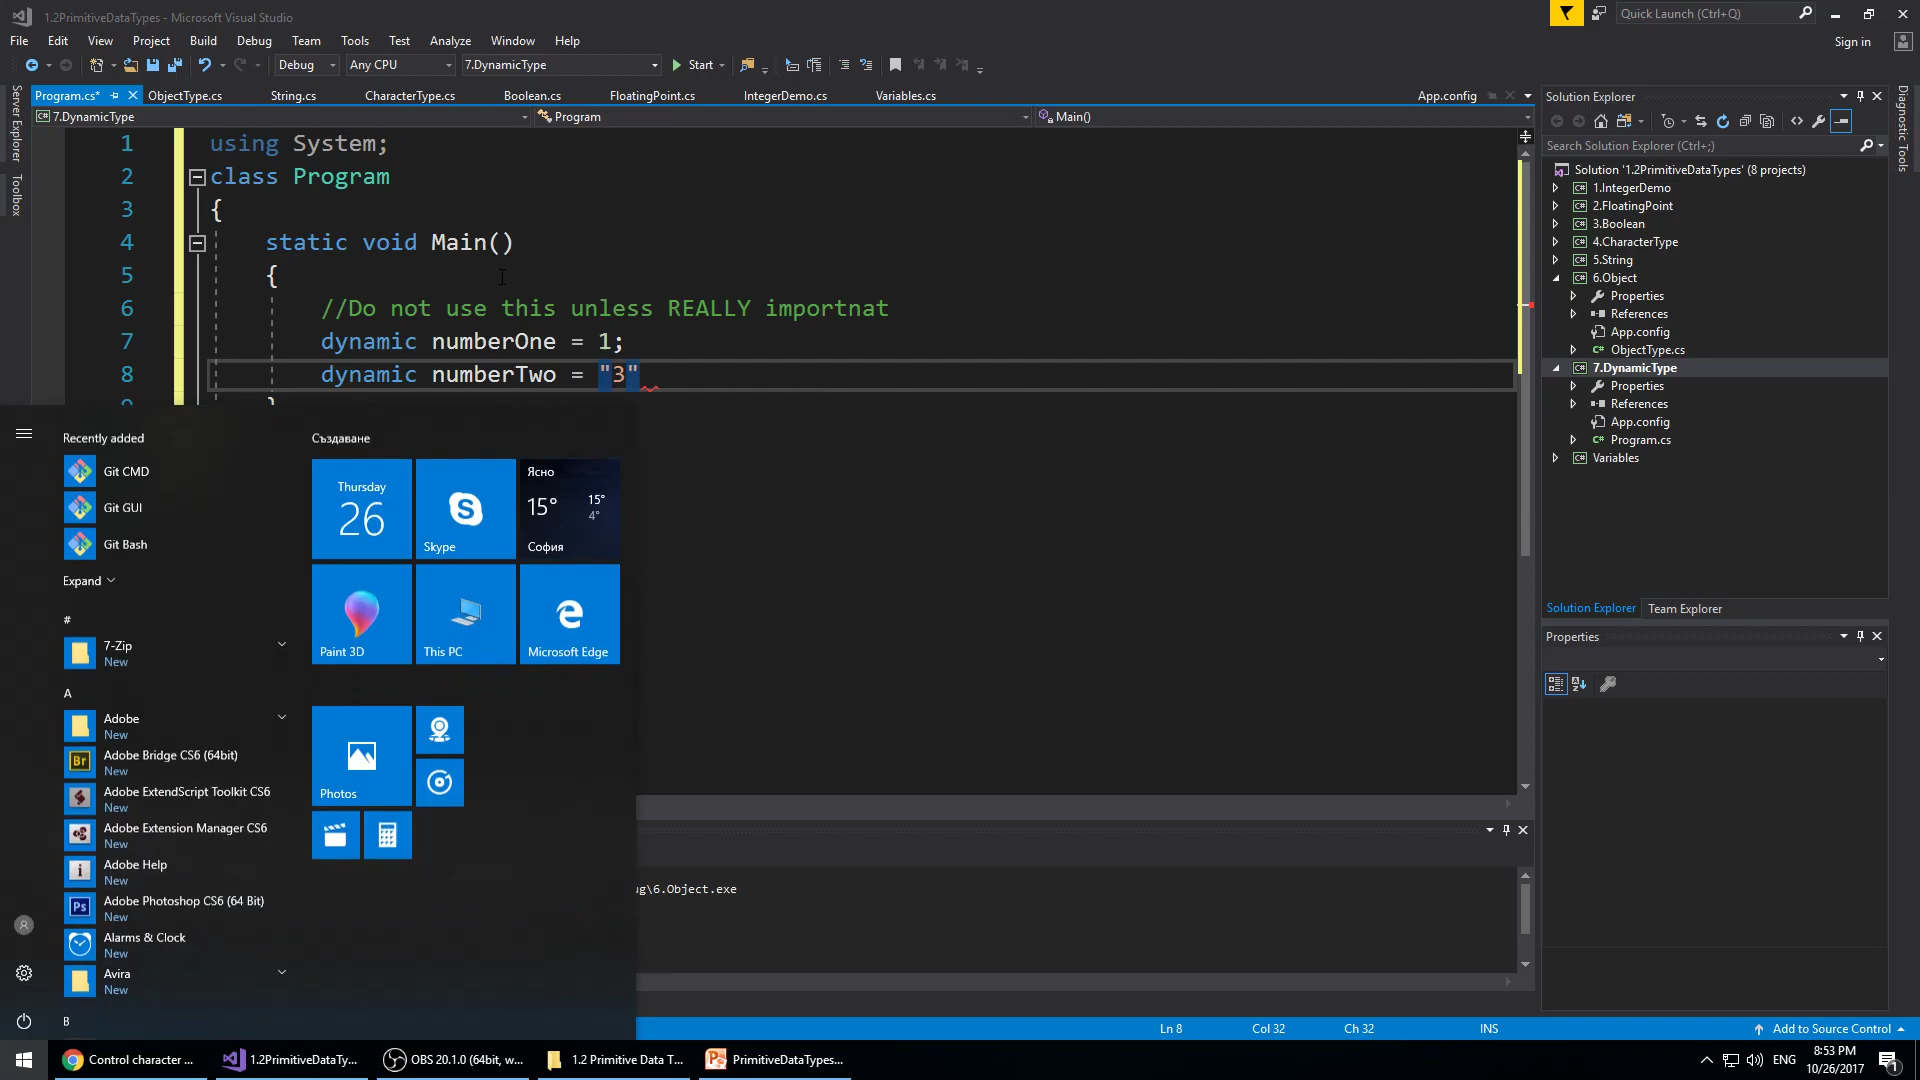 1.2PrimitiveDataTypes - Microsoft Visual Studio
Quick Launch (Ctrl+Q)
File Edit View Project Build Debug Team Tools Test Analyze Window Help
Sign in
Debug Any CPU 7.DynamicType Start
Program.cs* ObjectType.cs String.cs CharacterType.cs Boolean.cs FloatingPoint.cs IntegerDemo.cs Variables.cs App.config
C# 7.DynamicType Program Main()
Server Explorer
Toolbox
1 using System;
2 class Program
3 {
4 static void Main()
5 {
6 //Do not use this unless REALLY importnat
7 dynamic numberOne = 1;
8 dynamic numberTwo = "3"
9 }
Solution Explorer
Search Solution Explorer (Ctrl+;)
Solution '1.2PrimitiveDataTypes' (8 projects)
C# 1.IntegerDemo
C# 2.FloatingPoint
C# 3.Boolean
C# 4.CharacterType
C# 5.String
C# 6.Object
Properties
References
App.config
C# ObjectType.cs
C# 7.DynamicType
Properties
References
App.config
C# Program.cs
C# Variables
Solution Explorer Team Explorer
Properties
Diagnostic Tools
Recently added
Git CMD
Git GUI
Git Bash
Expand
#
7-Zip
New
A
Adobe
New
Br Adobe Bridge CS6 (64bit)
New
Adobe ExtendScript Toolkit CS6
New
Adobe Extension Manager CS6
New
Adobe Help
New
Ps Adobe Photoshop CS6 (64 Bit)
New
Alarms & Clock
New
Avira
New
B
Създаване
Thursday
26
Skype
Ясно
15° 15°
4°
София
Paint 3D
This PC
Microsoft Edge
Photos
ug\6.Object.exe
Ln 8 Col 32 Ch 32 INS Add to Source Control
Control character ... 1.2PrimitiveDataTy... OBS 20.1.0 (64bit, w... 1.2 Primitive Data T... PrimitiveDataTypes...
ENG
8:53 PM
10/26/2017
1